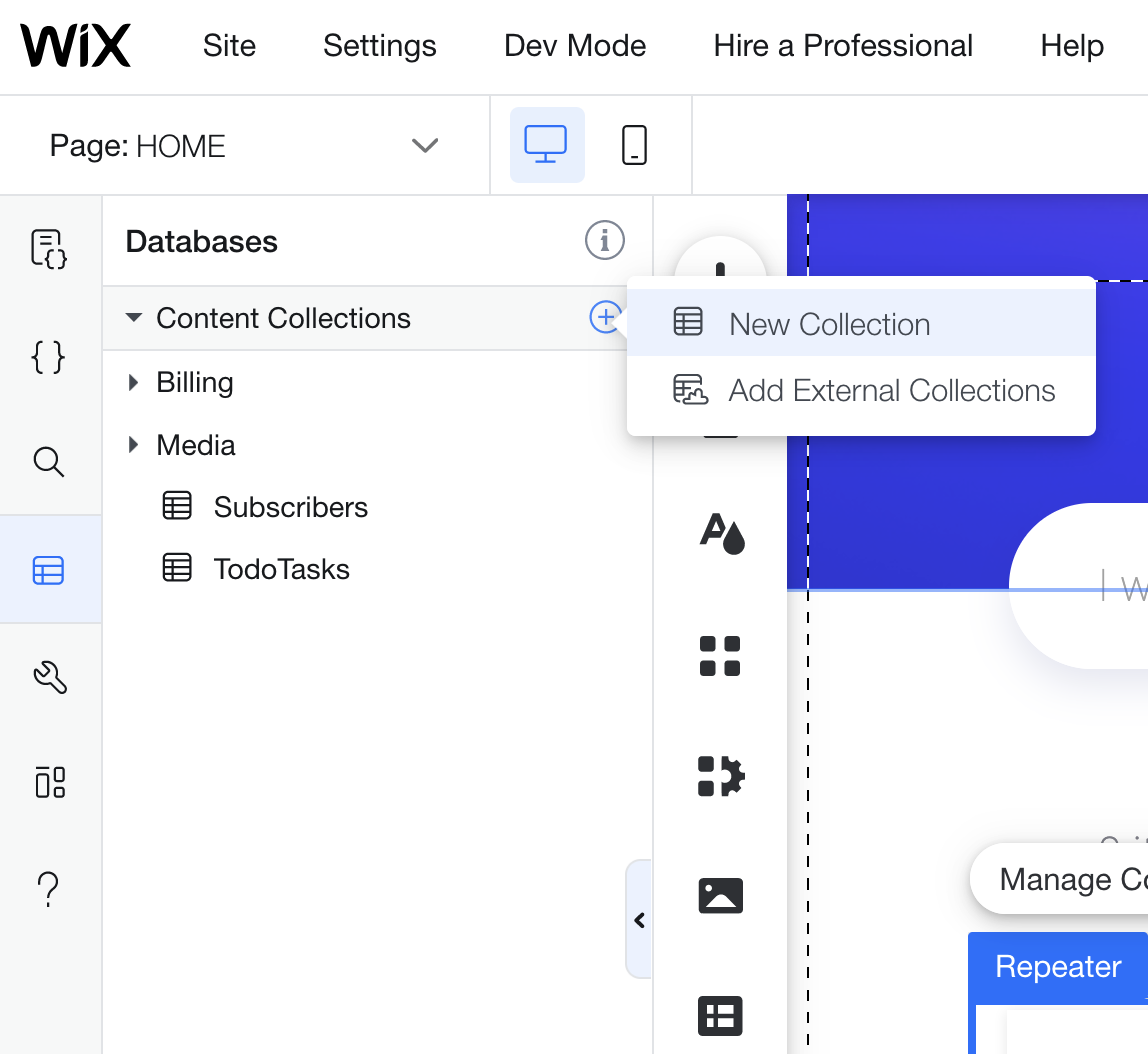 WiX Site Settings Dev Mode Hire a Professional Help
Page: HOME
Databases
Content Collections
New Collection
Add External Collections
Billing
Media
Subscribers
TodoTasks
Manage
Repeater